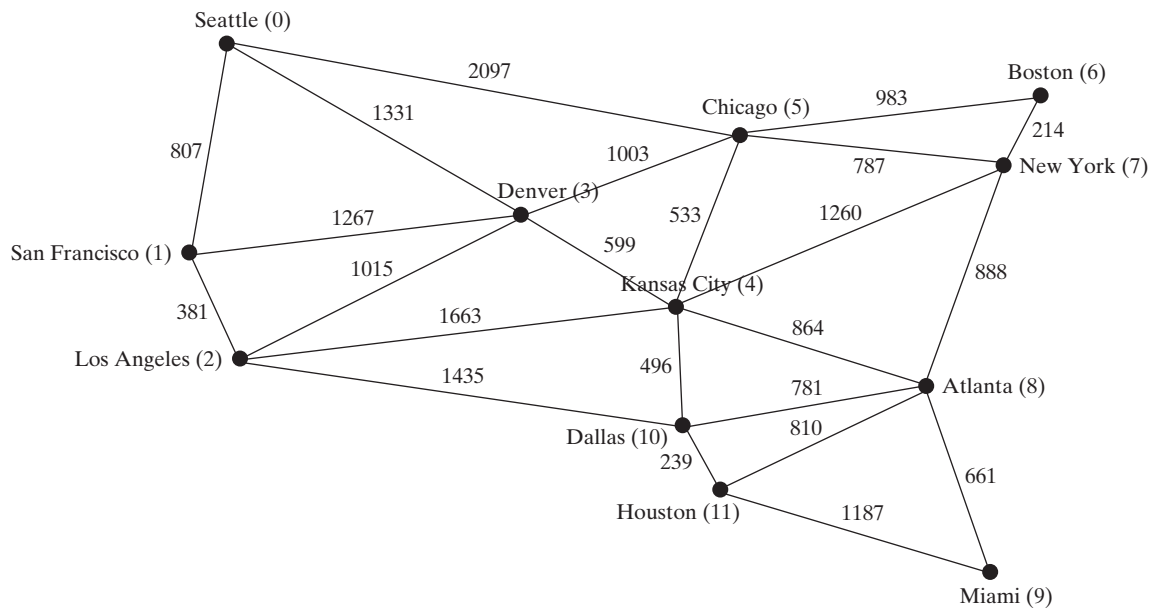 Seattle (0)
2097
Boston (6)
983
Chicago (5)
1331
214
807
1003
787
New York (7)
Denver (3)
1267
533
1260
599
San Francisco (1)
1015
888
Kansas City (4)
381
1663
864
Los Angeles (2)
496
1435
781
Atlanta (8)
810
Dallas (10)
239
661
Houston (11)
1187
Miami (9)